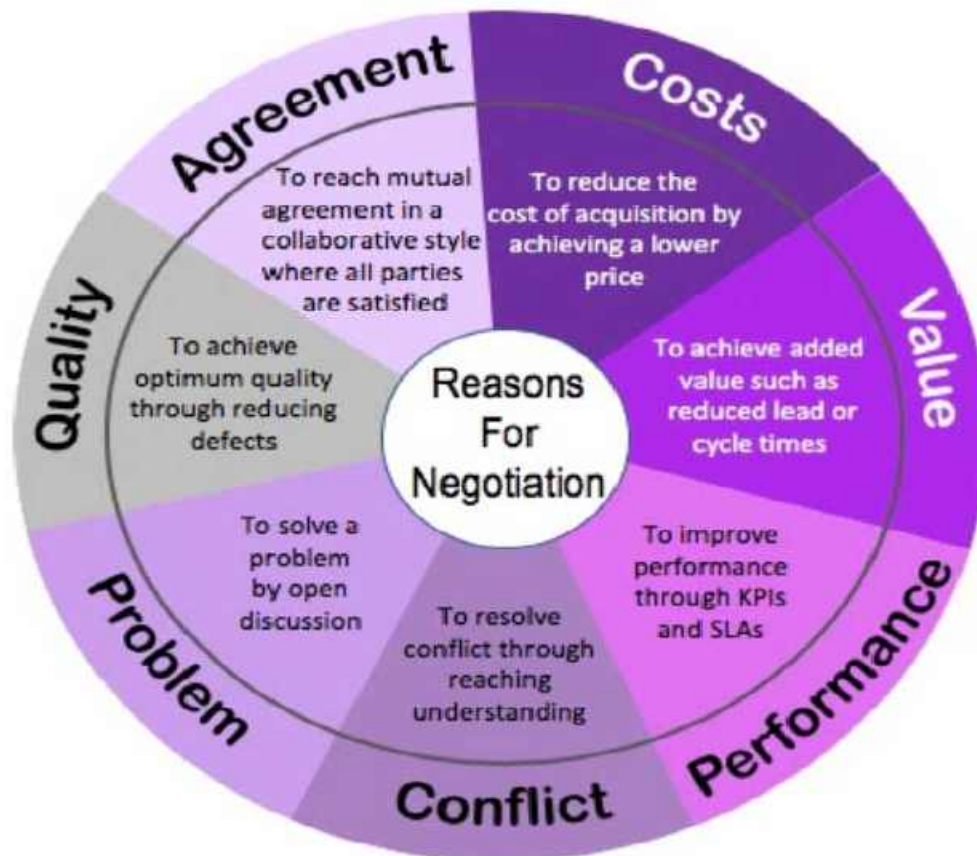 Reasons
For
Negotiation
Costs
To reduce the
cost of acquisition by
achieving a lower
price
Value
To achieve added
value such as
reduced lead or
cycle times
Performance
To improve
performance
through KPIs
and SLAs
Conflict
To resolve
conflict through
reaching
understanding
Problem
To solve a
problem
by open
discussion
Quality
To achieve
optimum quality
through reducing
defects
Agreement
To reach mutual
agreement in a
collaborative style
where all parties
are satisfied